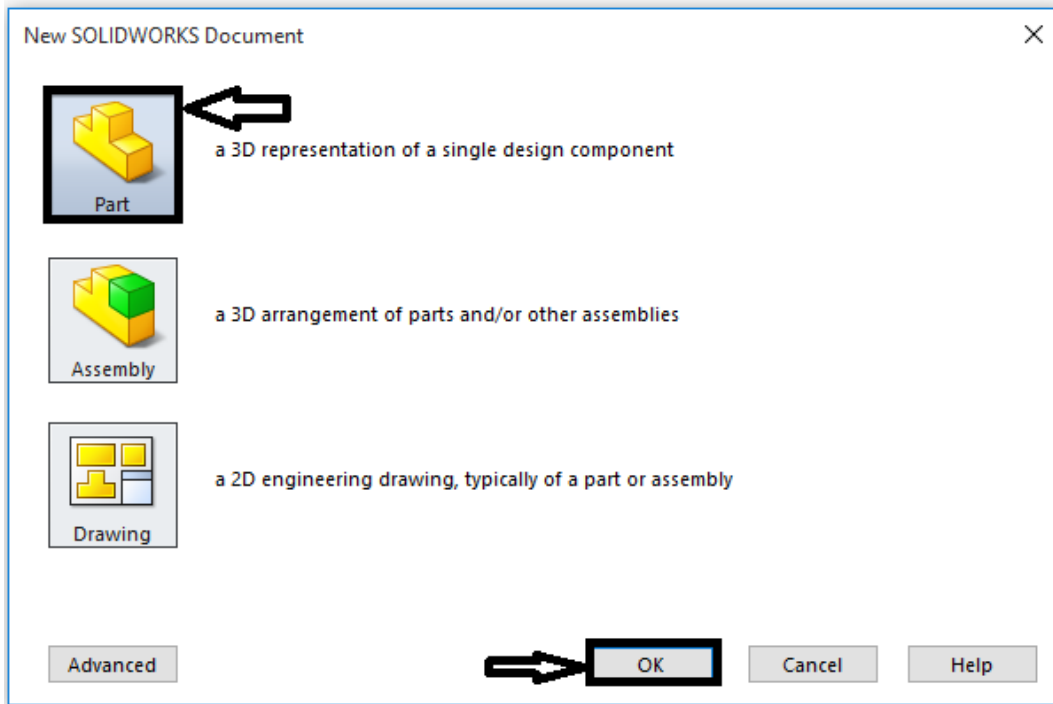 New SOLIDWORKS Document
a 3D representation of a single design component
Part
a 3D arrangement of parts and/or other assemblies
Assembly
a 2D engineering drawing, typically of a part or assembly
Drawing
Advanced OK Cancel Help